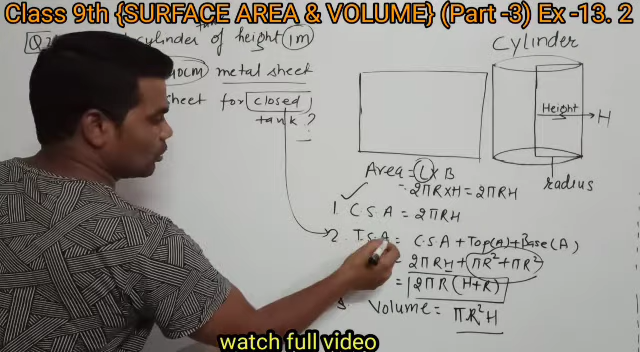 Class 9th {SURFACE AREA & VOLUME} (Part -3) Ex -13. 2
cylinder tan of height 1m
40cm metal sheet
sheet for closed
tank ?
Cylinder
Height
H
radius
Area = L × B
∴ 2πR×H = 2πRH
1. C.S.A = 2πRH
2. T.S.A = C.S.A + Top(A) + Base(A)
= 2πRH + πR² + πR²
= 2πR (H+R)
Volume = πR²H
watch full video